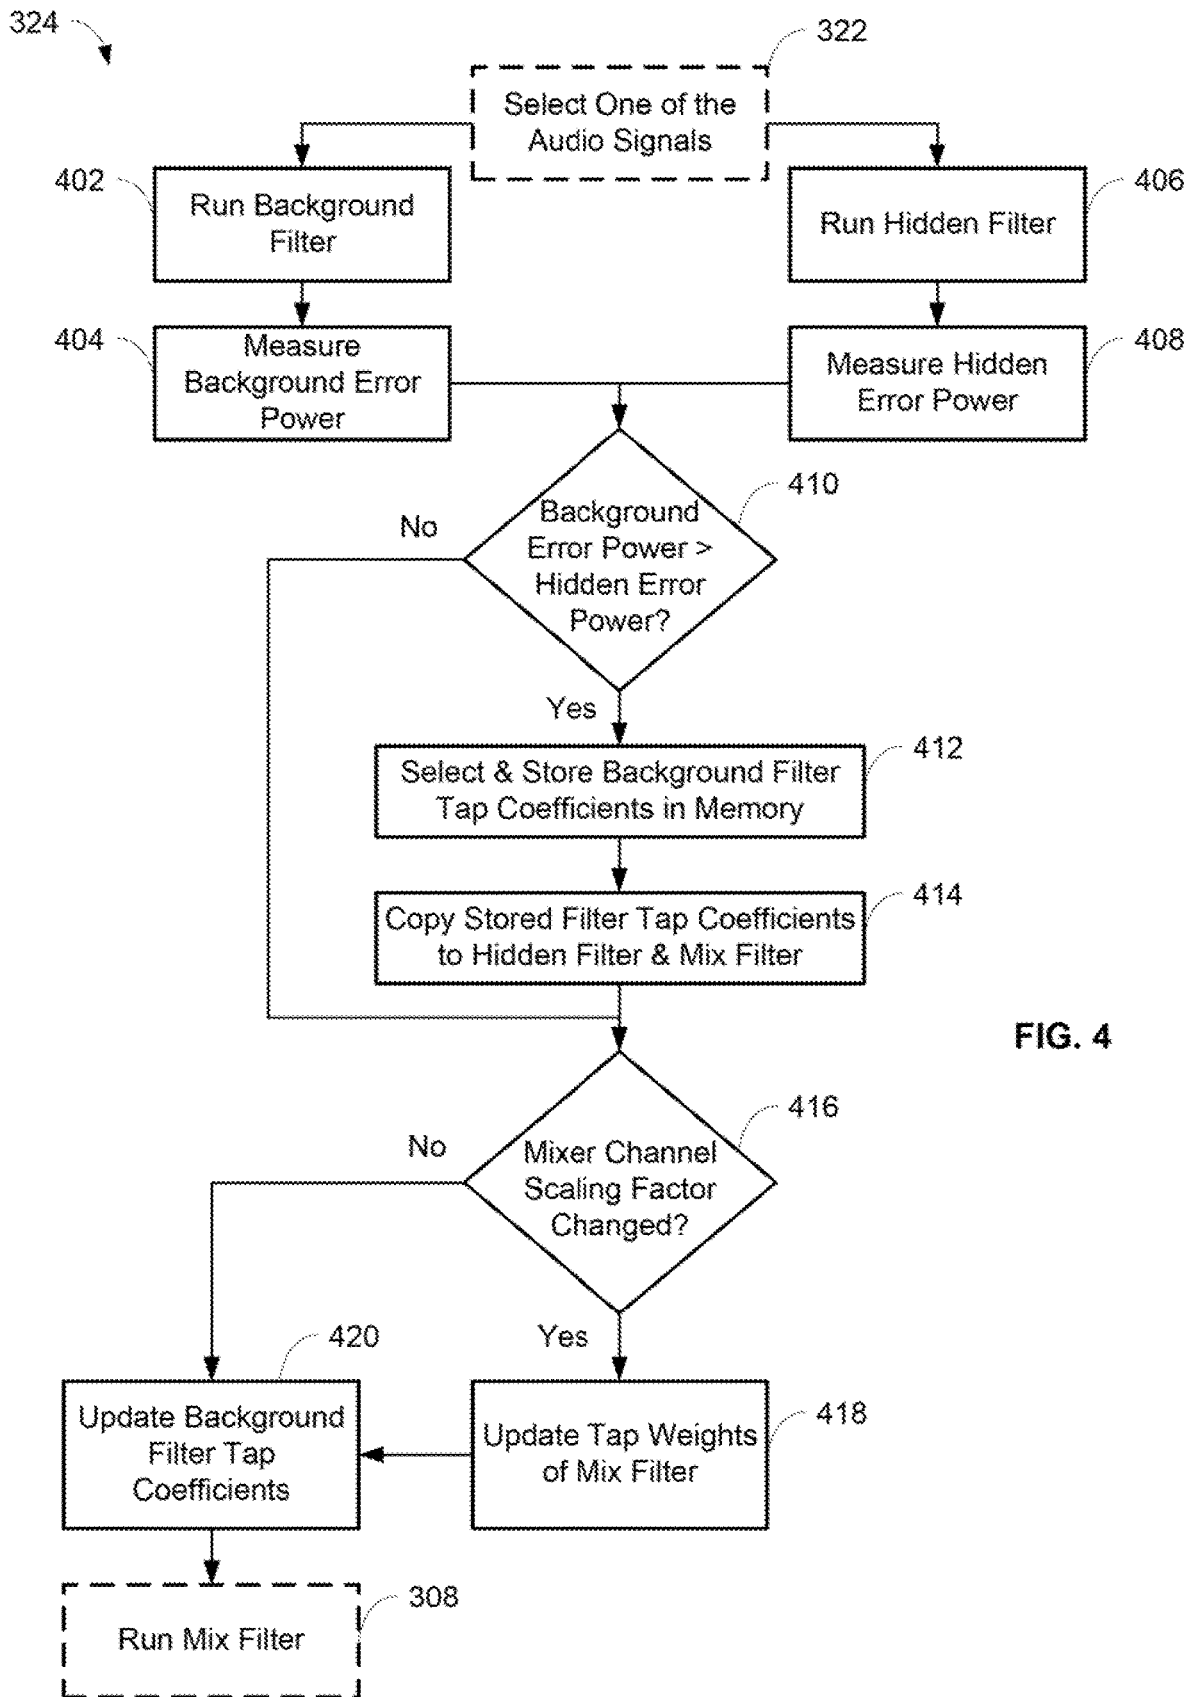 324
322
Select One of the
Audio Signals
402
Run Background
Filter
406
Run Hidden Filter
404
Measure
Background Error
Power
408
Measure Hidden
Error Power
410
Background
Error Power >
Hidden Error
Power?
No
Yes
412
Select & Store Background Filter
Tap Coefficients in Memory
414
Copy Stored Filter Tap Coefficients
to Hidden Filter & Mix Filter
FIG. 4
416
Mixer Channel
Scaling Factor
Changed?
No
Yes
420
Update Background
Filter Tap
Coefficients
418
Update Tap Weights
of Mix Filter
308
Run Mix Filter